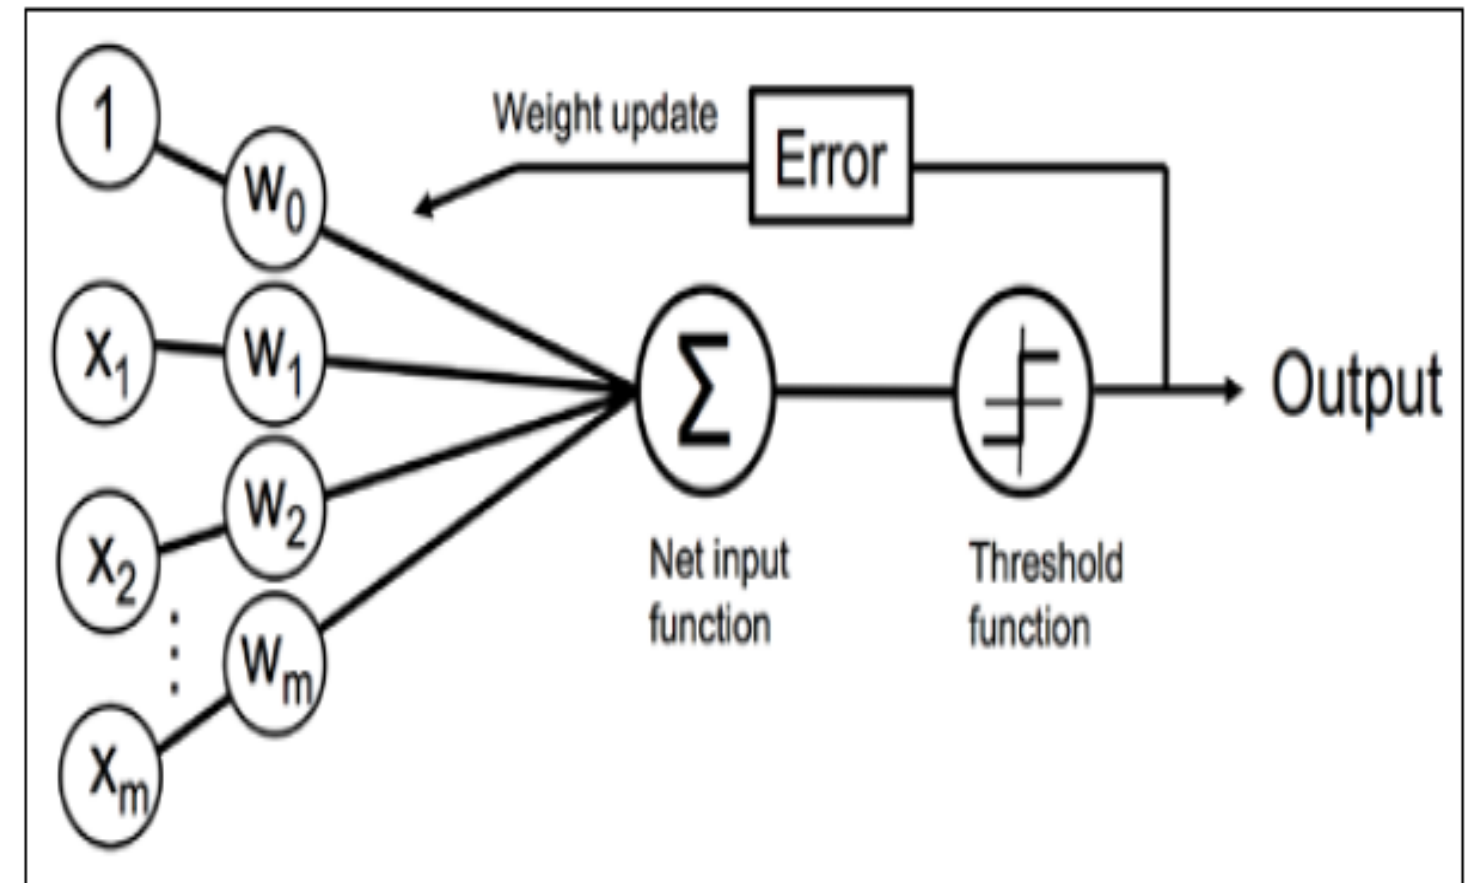 1
w₀
Weight update
Error
x₁
w₁
Σ
Output
x₂
w₂
Net input
function
Threshold
function
wₘ
xₘ